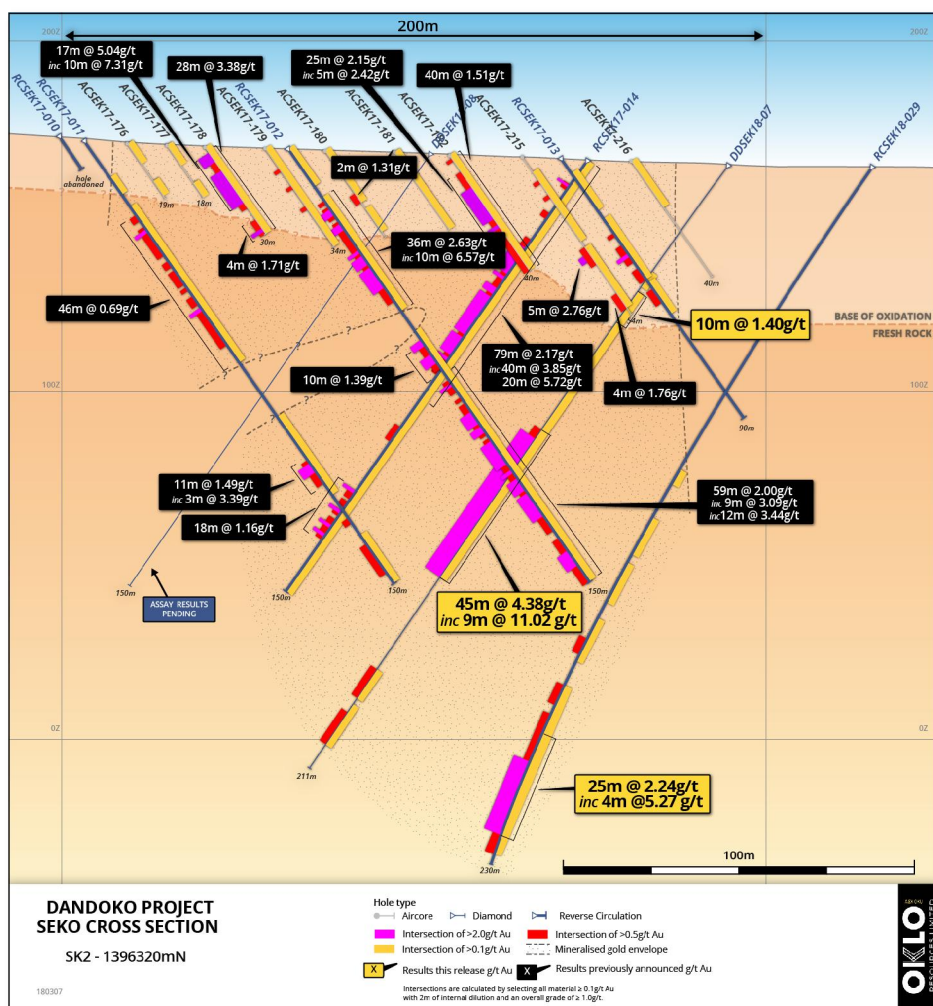 200Z
200m
200Z
17m @ 5.04g/t
inc 10m @ 7.31g/t
28m @ 3.38g/t
25m @ 2.15g/t
inc 5m @ 2.42g/t
40m @ 1.51g/t
RCSEK17-010
RCSEK17-011
ACSEK17-176
ACSEK17-177
ACSEK17-178
ACSEK17-179
RCSEK17-012
ACSEK17-180
ACSEK17-181
ACSEK17-215
RCSEK17-013
RCSEK17-014
DDSEK18-07
RCSEK18-029
hole
abandoned
19m
18m
30m
34m
2m @ 1.31g/t
4m @ 1.71g/t
36m @ 2.63g/t
inc 10m @ 6.57g/t
40m
40m
46m @ 0.69g/t
5m @ 2.76g/t
10m @ 1.40g/t
BASE OF OXIDATION
FRESH ROCK
79m @ 2.17g/t
inc 40m @ 3.85g/t
20m @ 5.72g/t
10m @ 1.39g/t
4m @ 1.76g/t
100Z
100Z
90m
? ? ? ?
11m @ 1.49g/t
inc 3m @ 3.39g/t
18m @ 1.16g/t
59m @ 2.00g/t
inc 9m @ 3.09g/t
inc 12m @ 3.44g/t
150m
150m
150m
150m
ASSAY RESULTS
PENDING
45m @ 4.38g/t
inc 9m @ 11.02 g/t
0Z
0Z
211m
25m @ 2.24g/t
inc 4m @5.27 g/t
230m
100m
DANDOKO PROJECT
SEKO CROSS SECTION
SK2 - 1396320mN
180307
Hole type
Aircore Diamond Reverse Circulation
Intersection of >2.0g/t Au Intersection of >0.5g/t Au
Intersection of >0.1g/t Au Mineralised gold envelope
X Results this release g/t Au X Results previously announced g/t Au
Intersections are calculated by selecting all material ≥ 0.1g/t Au
with 2m of internal dilution and an overall grade of ≥ 1.0g/t.
OKLO
RESOURCES LIMITED